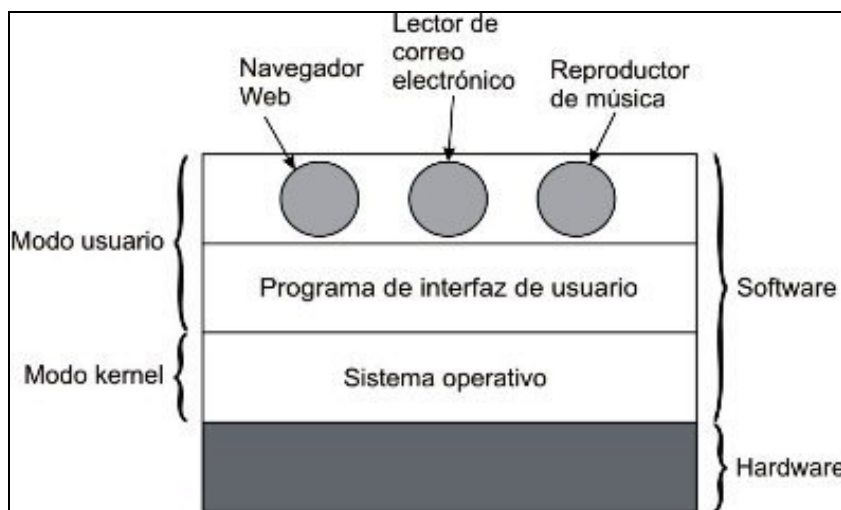 Navegador
Web
Lector de
correo
electrónico
Reproductor
de música
Modo usuario
Programa de interfaz de usuario
Software
Modo kernel
Sistema operativo
Hardware